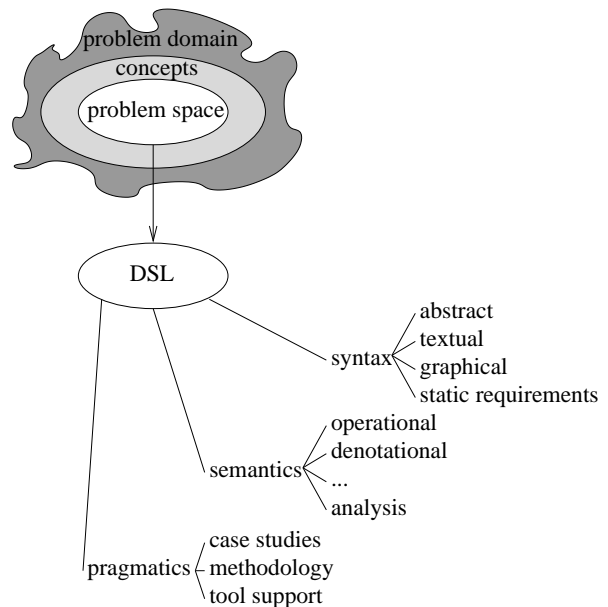 problem domain
concepts
problem space
DSL
syntax
abstract
textual
graphical
static requirements
semantics
operational
denotational
...
analysis
pragmatics
case studies
methodology
tool support